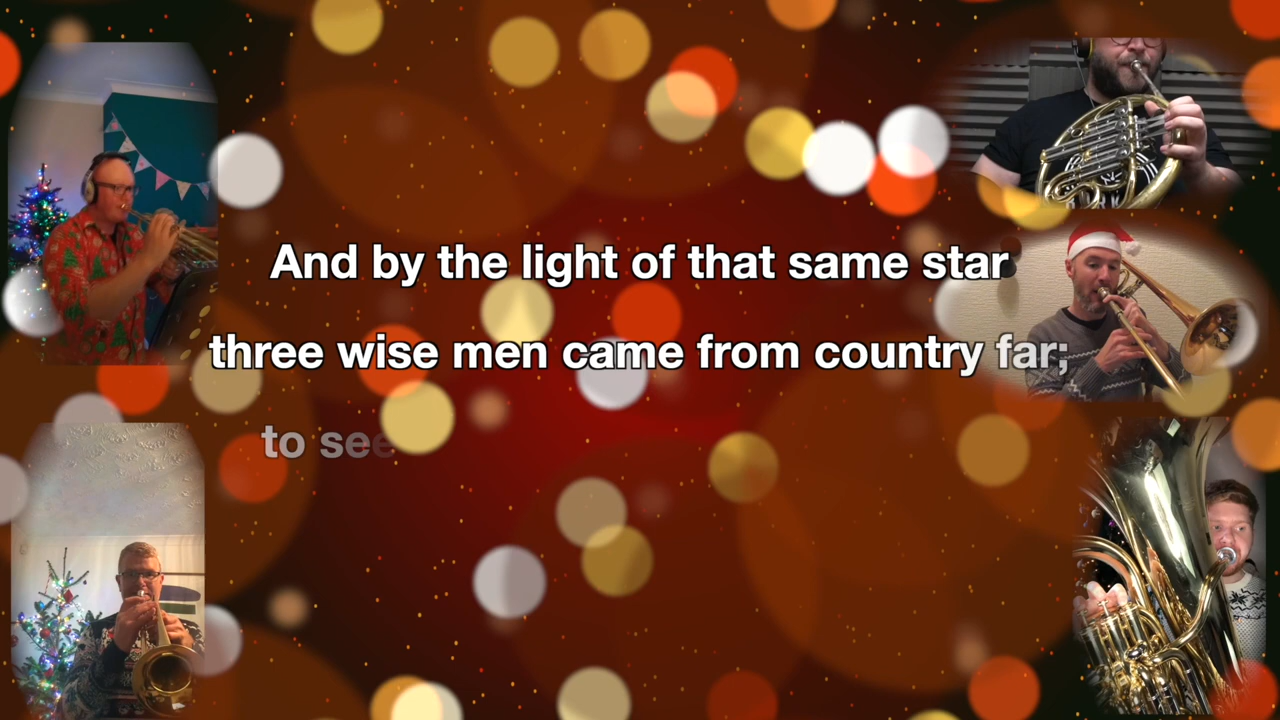 And by the light of that same star
three wise men came from country far;
to see